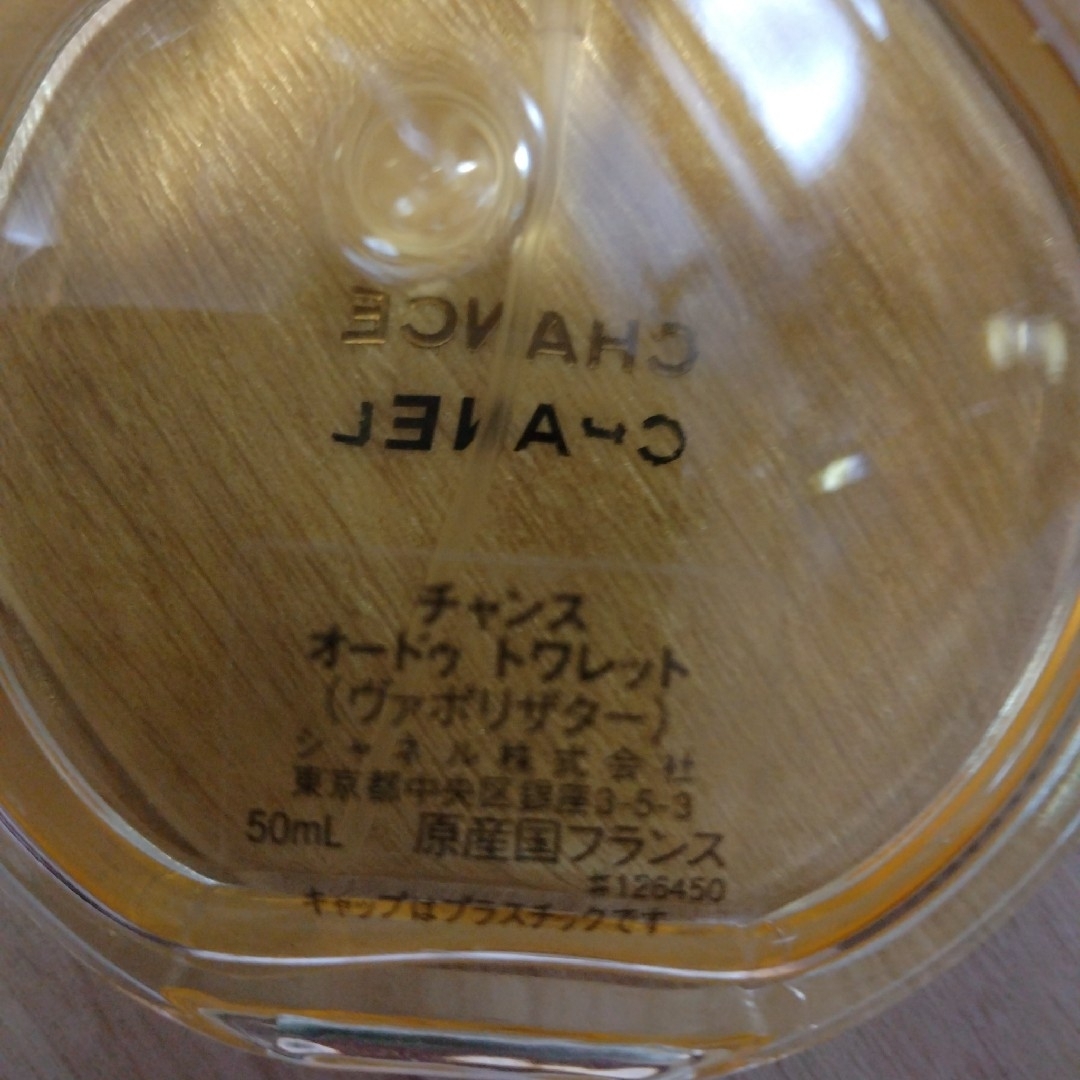 CHANCE
CHANEL
チャンス
オードゥ トワレット
(ヴァポリザター)
シャネル株式会社
東京都中央区銀座3-5-3
50mL 原産国フランス
#126450
キャップはプラスチックです